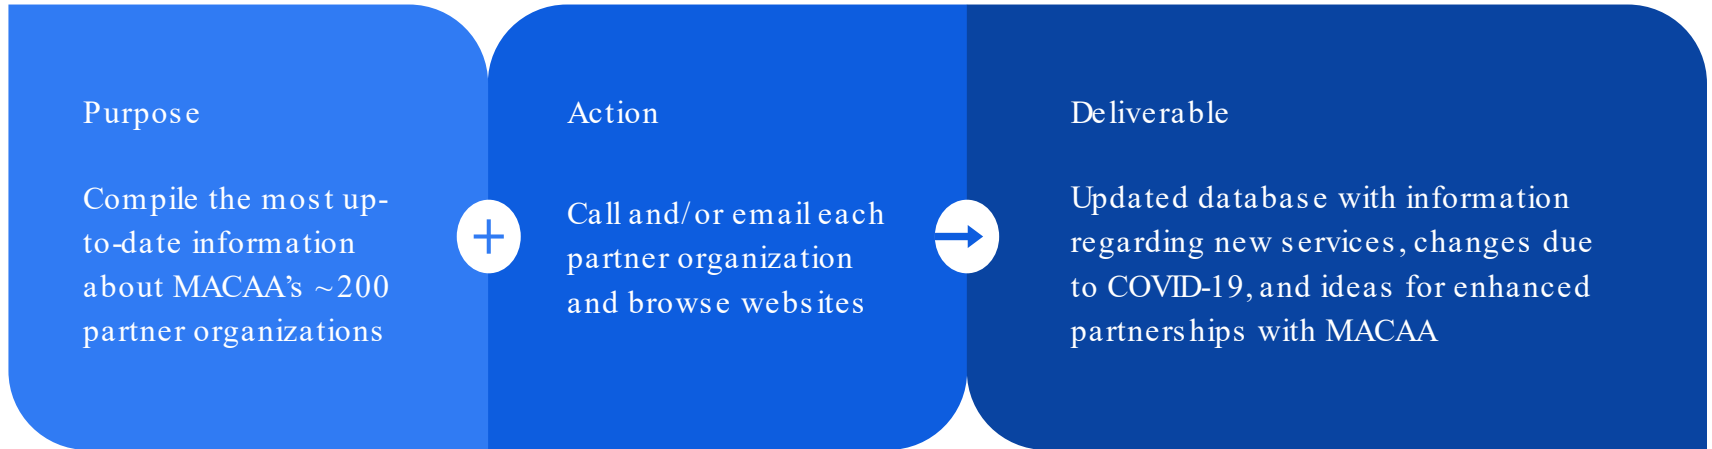 Purpose
Compile the most up-
to-date information
about MACAA’s ~200
partner organizations
Action
Call and/or email each
partner organization
and browse websites
Deliverable
Updated database with information
regarding new services, changes due
to COVID-19, and ideas for enhanced
partnerships with MACAA